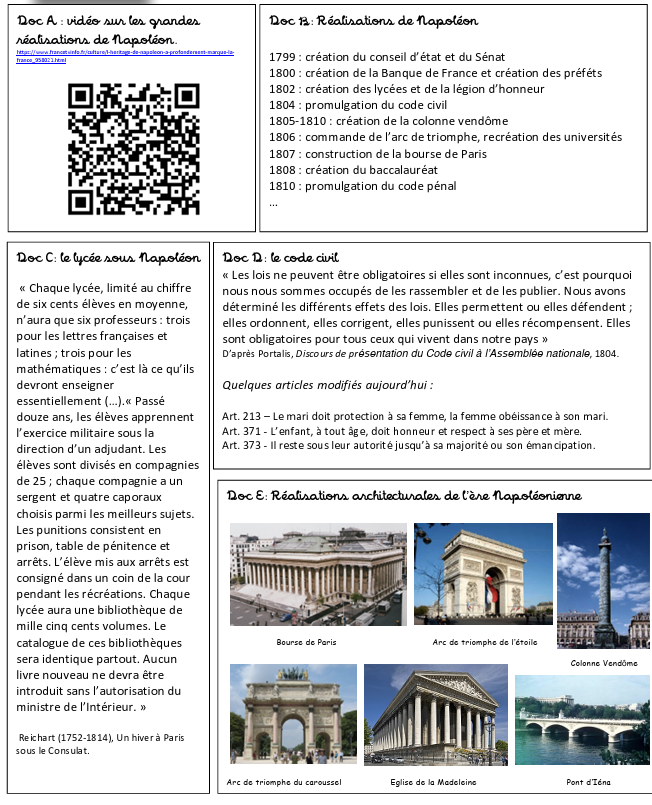 Doc A : vidéo sur les grandes
réalisations de Napoléon.
https://www.francetvinfo.fr/culture/l-heritage-de-napoleon-a-profondement-marque-la-
france_958021.html
Doc B : Réalisations de Napoléon
1799 : création du conseil d’état et du Sénat
1800 : création de la Banque de France et création des préféts
1802 : création des lycées et de la légion d’honneur
1804 : promulgation du code civil
1805-1810 : création de la colonne vendôme
1806 : commande de l’arc de triomphe, recréation des universités
1807 : construction de la bourse de Paris
1808 : création du baccalauréat
1810 : promulgation du code pénal
...
Doc C : le lycée sous Napoléon
« Chaque lycée, limité au chiffre
de six cents élèves en moyenne,
n’aura que six professeurs : trois
pour les lettres françaises et
latines ; trois pour les
mathématiques : c’est là ce qu’ils
devront enseigner
essentiellement (…).« Passé
douze ans, les élèves apprennent
l’exercice militaire sous la
direction d’un adjudant. Les
élèves sont divisés en compagnies
de 25 ; chaque compagnie a un
sergent et quatre caporaux
choisis parmi les meilleurs sujets.
Les punitions consistent en
prison, table de pénitence et
arrêts. L’élève mis aux arrêts est
consigné dans un coin de la cour
pendant les récréations. Chaque
lycée aura une bibliothèque de
mille cinq cents volumes. Le
catalogue de ces bibliothèques
sera identique partout. Aucun
livre nouveau ne devra être
introduit sans l’autorisation du
ministre de l’Intérieur. »
Reichart (1752-1814), Un hiver à Paris
sous le Consulat.
Doc D : le code civil
« Les lois ne peuvent être obligatoires si elles sont inconnues, c’est pourquoi
nous nous sommes occupés de les rassembler et de les publier. Nous avons
déterminé les différents effets des lois. Elles permettent ou elles défendent ;
elles ordonnent, elles corrigent, elles punissent ou elles récompensent. Elles
sont obligatoires pour tous ceux qui vivent dans notre pays »
D’après Portalis, Discours de présentation du Code civil à l’Assemblée nationale, 1804.
Quelques articles modifiés aujourd’hui :
Art. 213 – Le mari doit protection à sa femme, la femme obéissance à son mari.
Art. 371 - L’enfant, à tout âge, doit honneur et respect à ses père et mère.
Art. 373 - Il reste sous leur autorité jusqu’à sa majorité ou son émancipation.
Doc E : Réalisations architecturales de l’ère Napoléonienne
Bourse de Paris
Arc de triomphe de l’étoile
Colonne Vendôme
Arc de triomphe du caroussel
Eglise de la Madeleine
Pont d’Iéna